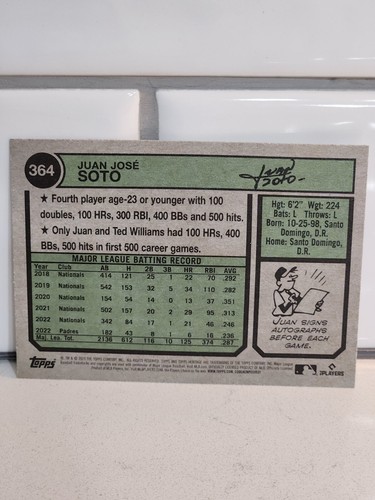 364
JUAN JOSÉ
SOTO
Juan Soto
★ Fourth player age-23 or younger with 100
doubles, 100 HRs, 300 RBI, 400 BBs and 500 hits.
★ Only Juan and Ted Williams had 100 HRs, 400
BBs, 500 hits in first 500 career games.
Hgt: 6'2" Wgt: 224
Bats: L Throws: L
Born: 10-25-98, Santo
Domingo, D.R.
Home: Santo Domingo,
D.R.
MAJOR LEAGUE BATTING RECORD
Year Club AB H 2B 3B HR RBI AVG
2018 Nationals 414 121 25 1 22 70 .292
2019 Nationals 542 153 32 5 34 110 .282
2020 Nationals 154 54 14 0 13 37 .351
2021 Nationals 502 157 20 2 29 95 .313
2022 Nationals 342 84 17 1 21 46 .246
2022 Padres 182 43 8 1 6 16 .236
Maj. Lea. Tot. 2136 612 116 10 125 374 .287
JUAN SIGNS
AUTOGRAPHS
BEFORE EACH
GAME.
Topps
PLAYERS